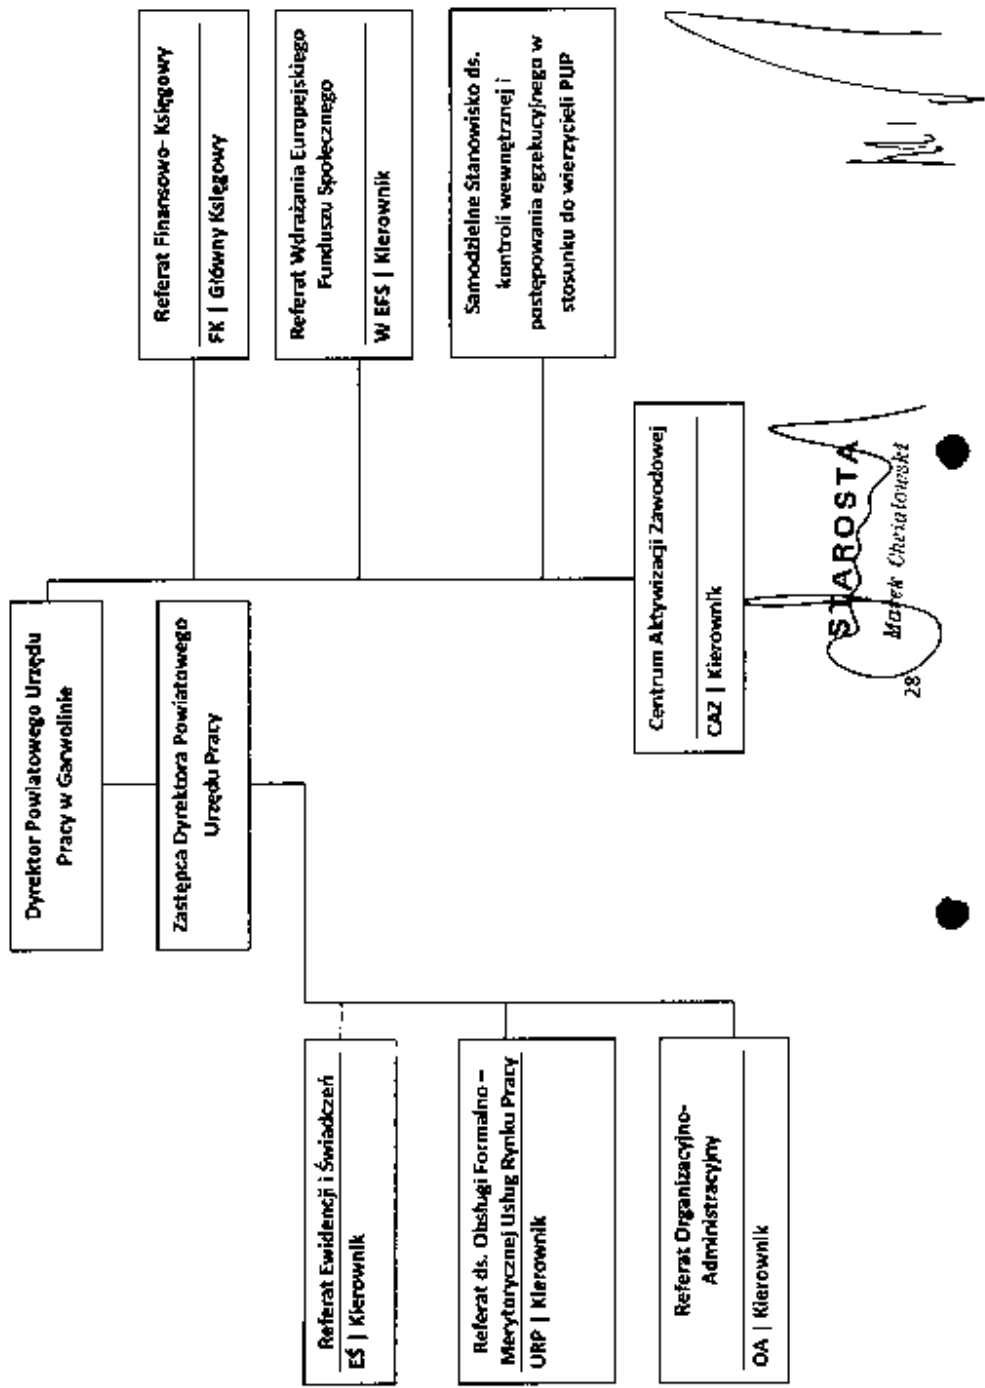 Dyrektor Powiatowego Urzędu
Pracy w Garwolinie
Zastępca Dyrektora Powiatowego
Urzędu Pracy
Referat Ewidencji i Świadczeń
EŚ | Kierownik
Referat ds. Obsługi Formalno –
Merytorycznej Usług Rynku Pracy
URP | Kierownik
Referat Organizacyjno-
Administracyjny
OA | Kierownik
Referat Finansowo- Księgowy
FK | Główny Księgowy
Referat Wdrażania Europejskiego
Funduszu Społecznego
W EFS | Kierownik
Samodzielne Stanowisko ds.
kontroli wewnętrznej i
postępowania egzekucyjnego w
stosunku do wierzycieli PUP
Centrum Aktywizacji Zawodowej
CAZ | Kierownik
STAROSTA
Marek Chciałowski
28